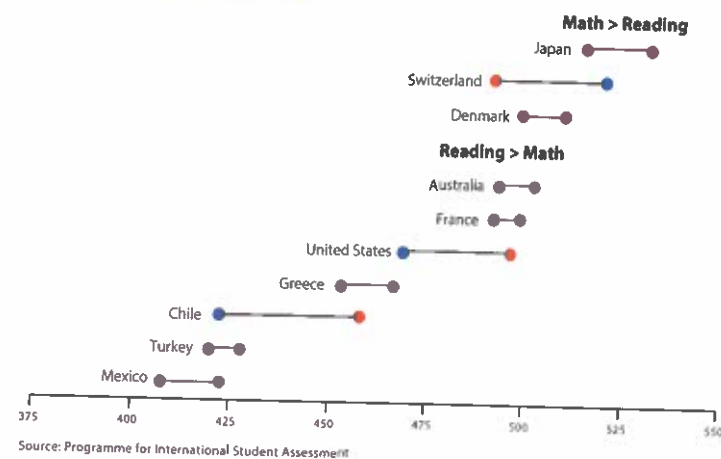 Math > Reading
Japan
Switzerland
Denmark
Reading > Math
Australia
France
United States
Greece
Chile
Turkey
Mexico
375 400 425 450 475 500 525 550
Source: Programme for International Student Assessment